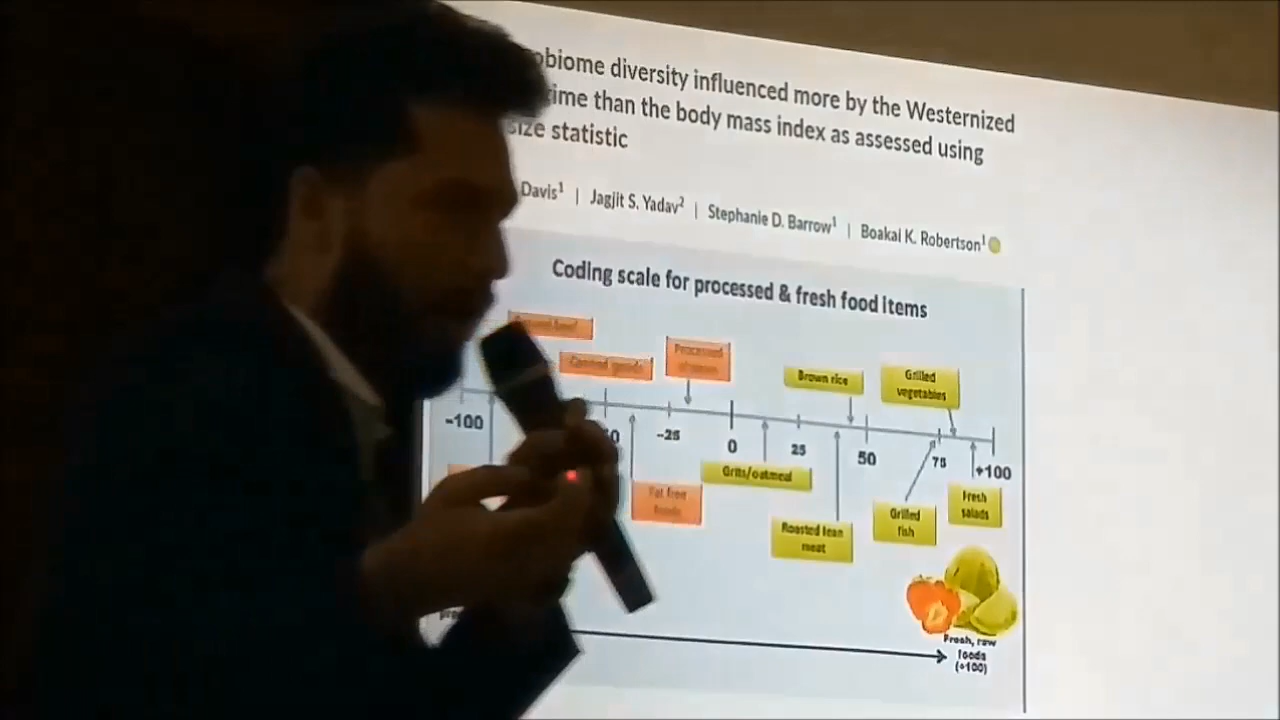 obiome diversity influenced more by the Westernized
ime than the body mass index as assessed using
size statistic
Davis¹ | Jagjit S. Yadav² | Stephanie D. Barrow¹ | Boakai K. Robertson¹
Coding scale for processed & fresh food items
Processed
Brown rice
Grilled
vegetables
-100
-25
0
25
50
75
+100
Grits/oatmeal
Fat free
foods
Roasted lean
meat
Grilled
fish
Fresh
salads
Fresh, raw
foods
(+100)